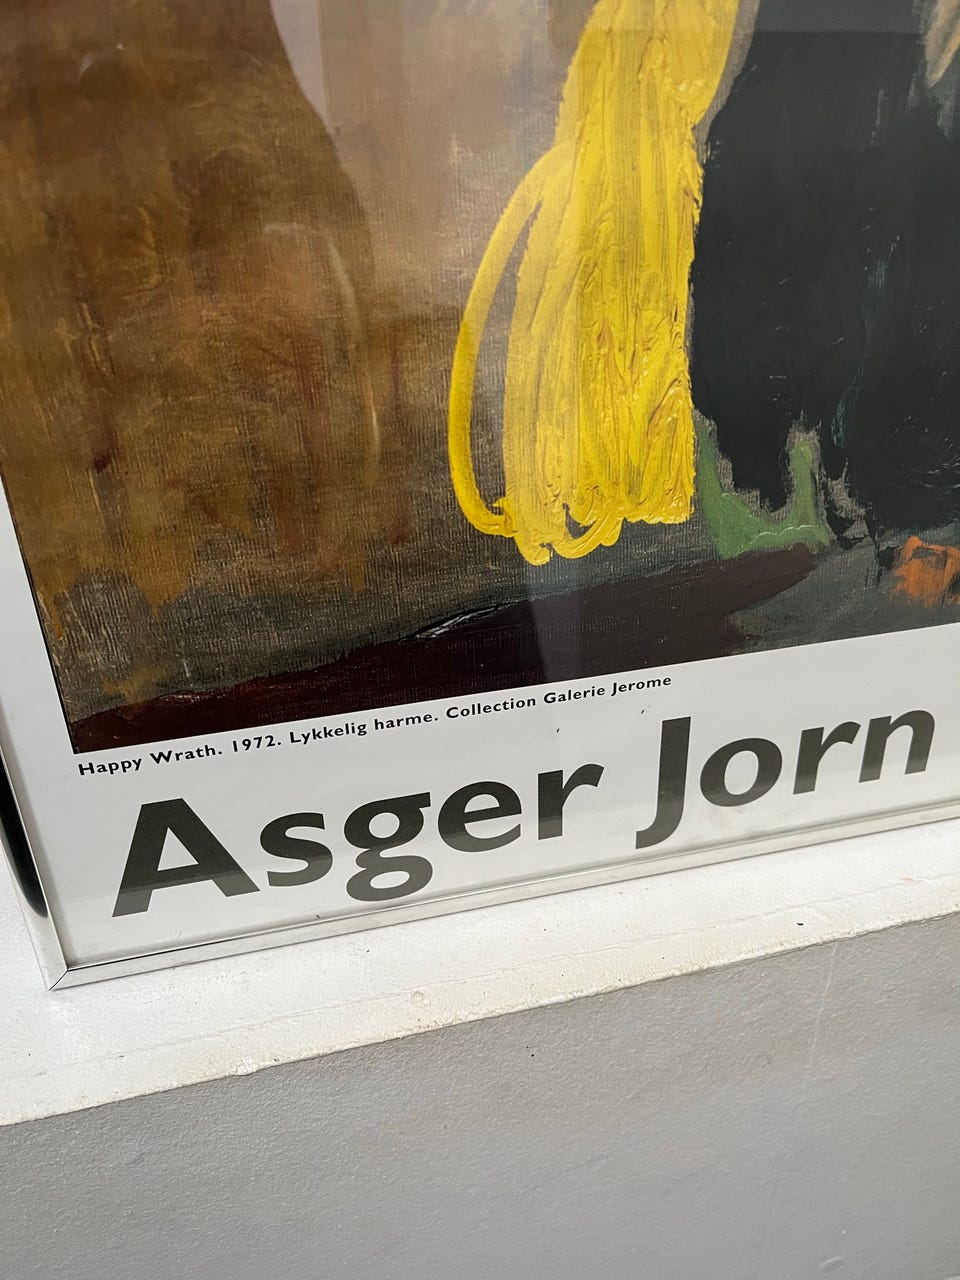 Happy Wrath. 1972. Lykkelig harme. Collection Galerie Jerome
Asger Jorn